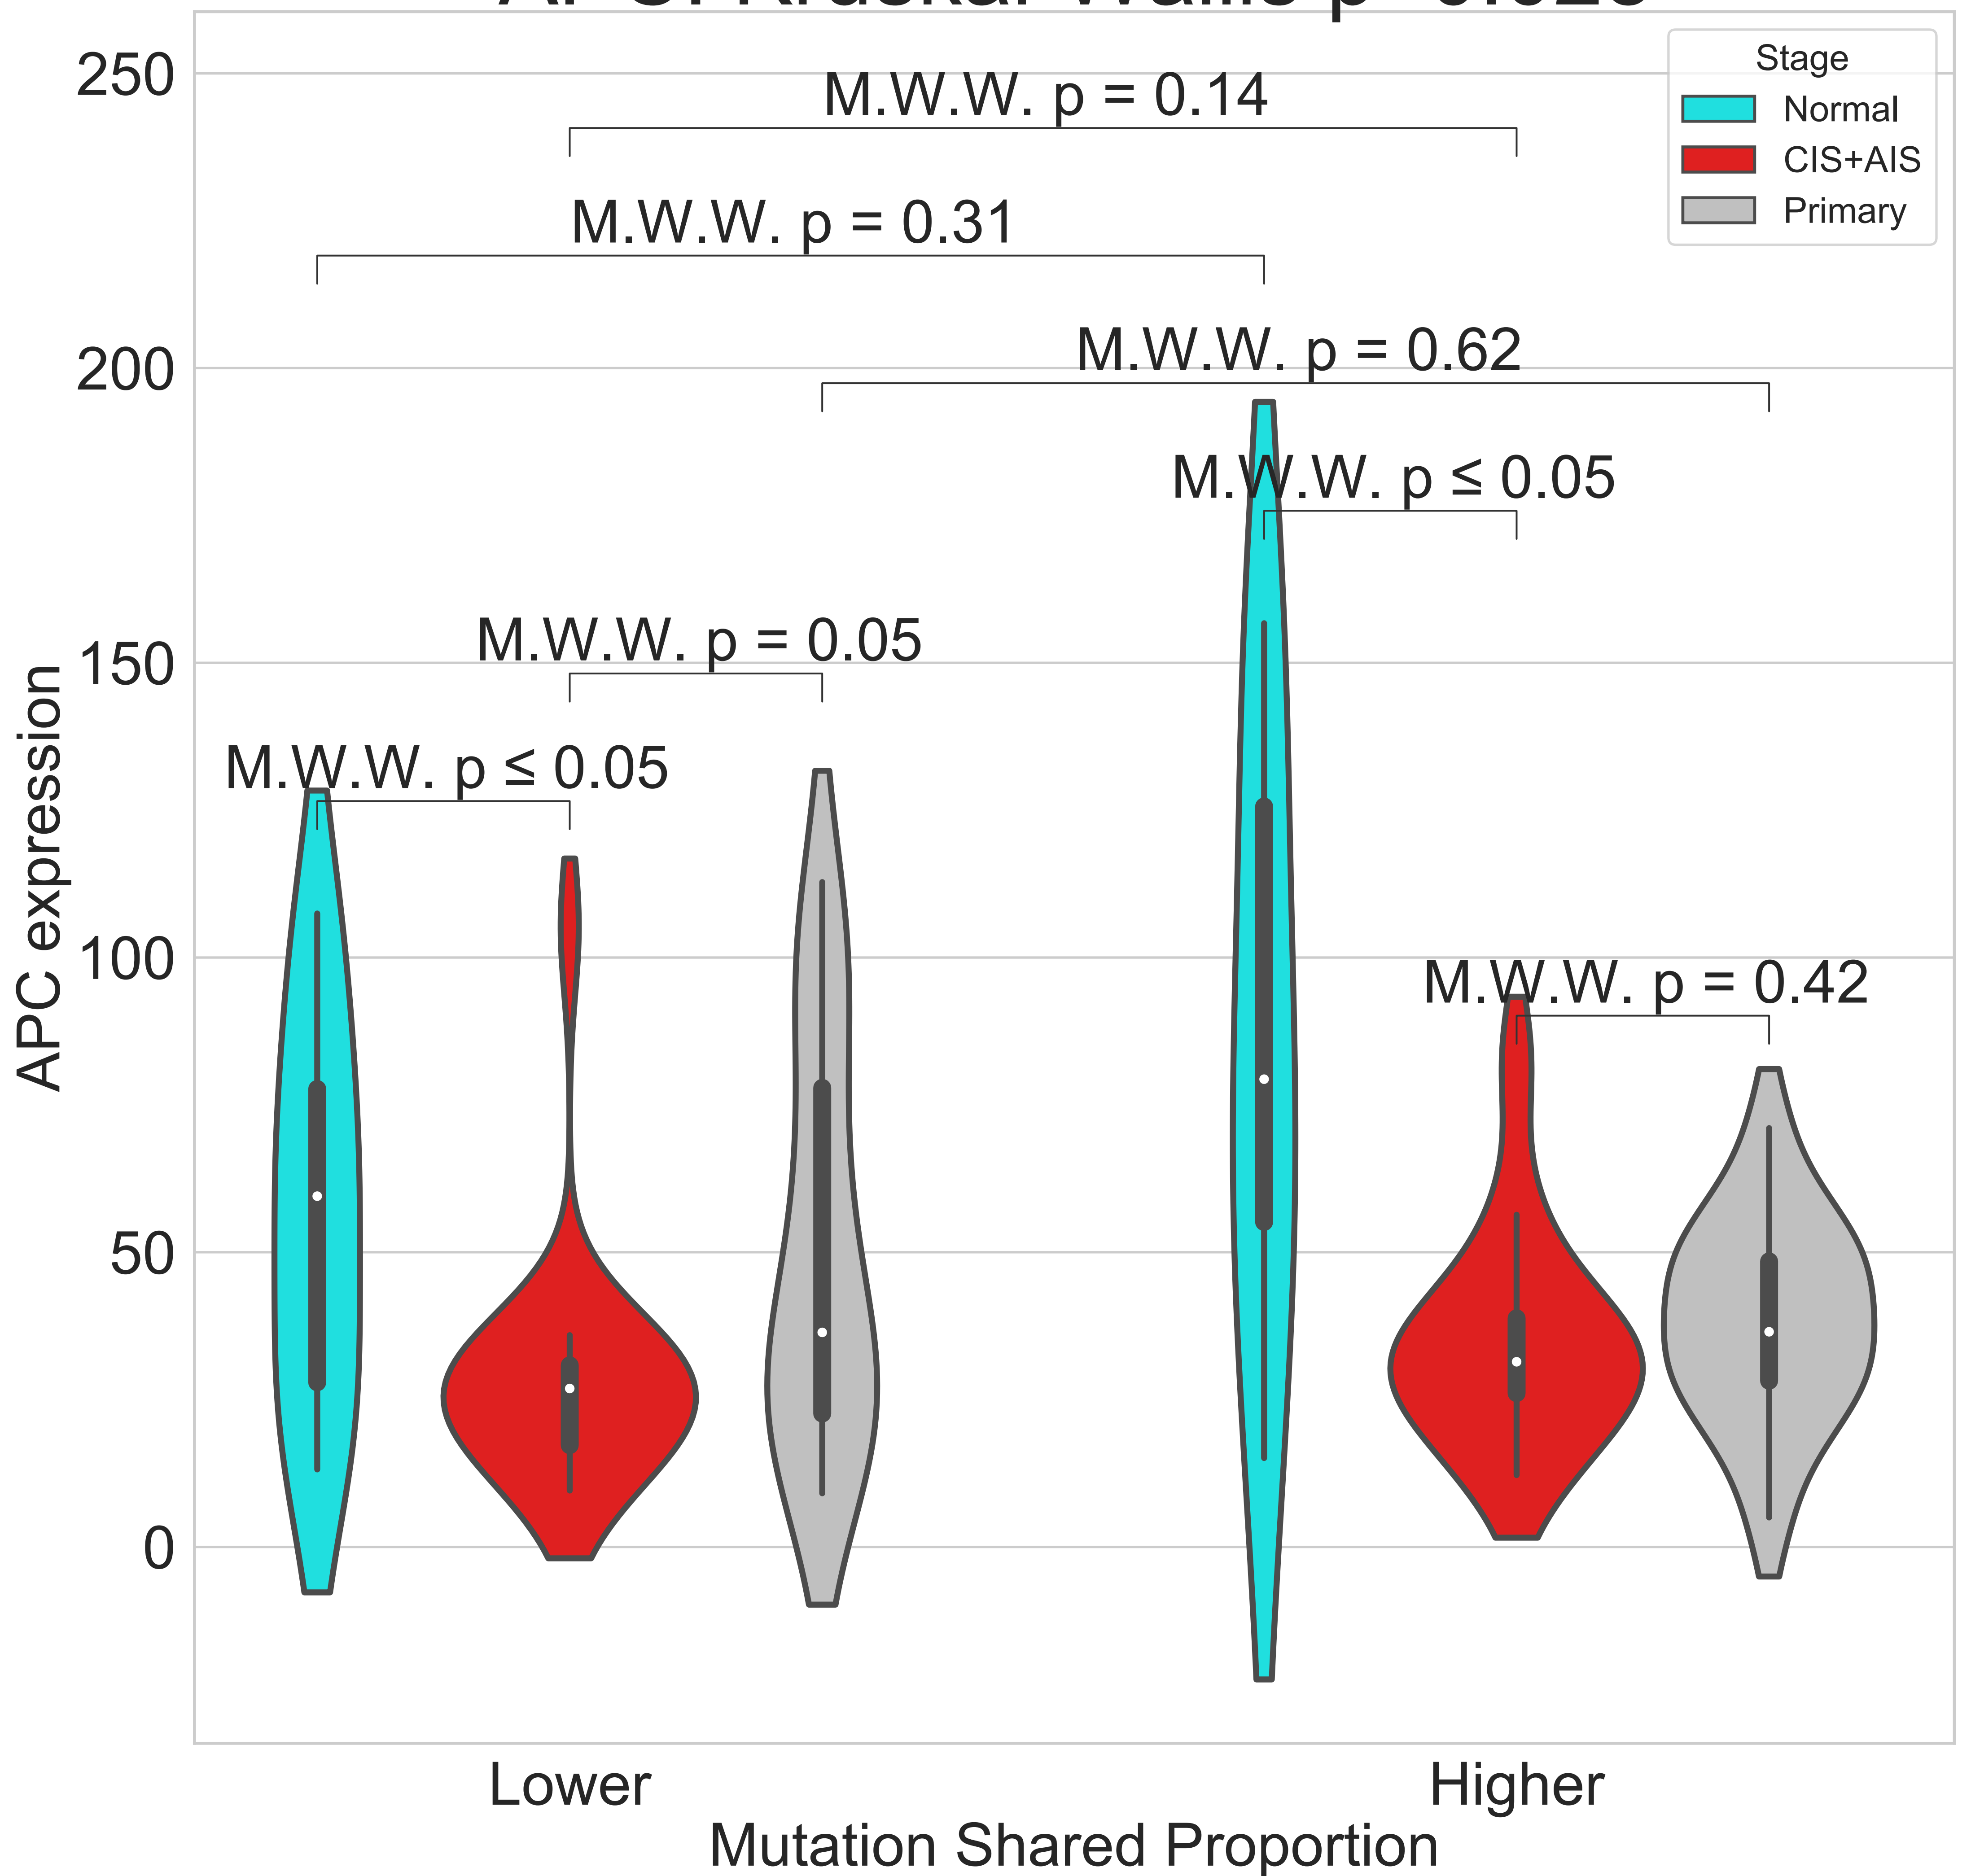 250
200
150
100
50
0
APC expression
Stage
Normal
CIS+AIS
Primary
M.W.W. p = 0.14
M.W.W. p = 0.31
M.W.W. p = 0.62
M.W.W. p ≤ 0.05
M.W.W. p = 0.05
M.W.W. p ≤ 0.05
M.W.W. p = 0.42
Lower
Higher
Mutation Shared Proportion